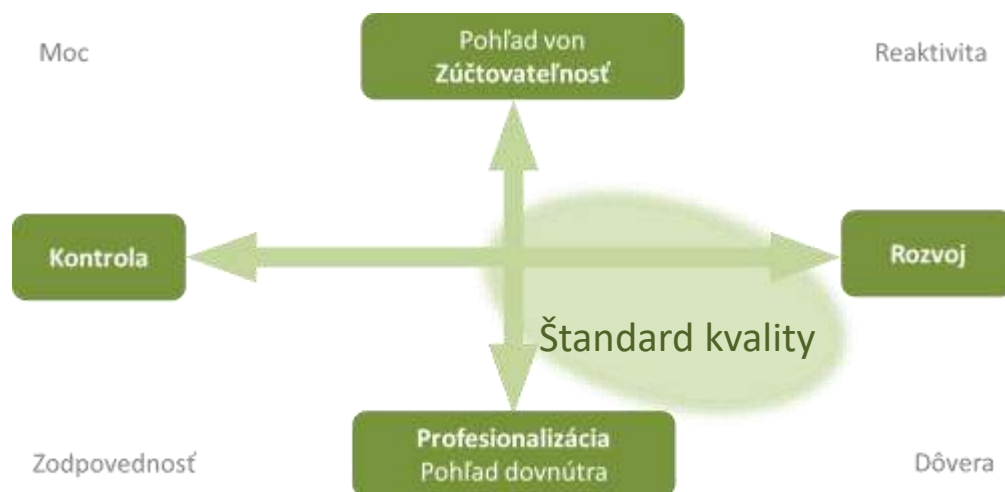 Moc
Pohľad von
Zúčtovateľnosť
Reaktivita
Kontrola
Rozvoj
Štandard kvality
Zodpovednosť
Profesionalizácia
Pohľad dovnútra
Dôvera